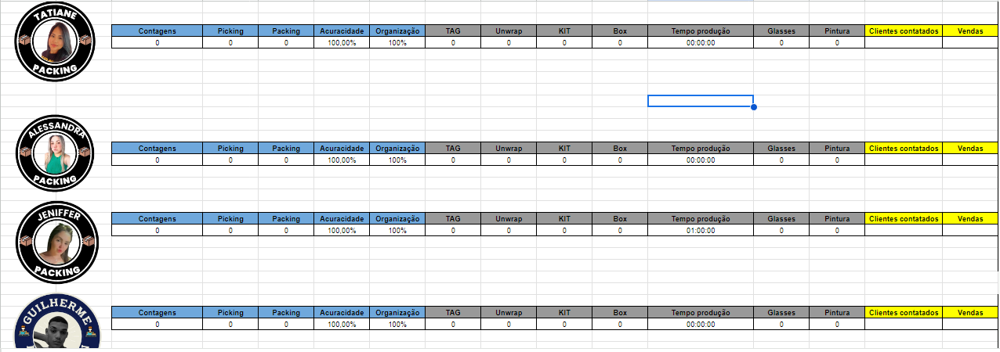 TATIANE
PACKING
Contagens Picking Packing Acuracidade Organização TAG Unwrap KIT Box Tempo produção Glasses Pintura Clientes contatados Vendas
0 0 0 100,00% 100% 0 0 0 0 00:00:00 0 0
ALESSANDRA
PACKING
Contagens Picking Packing Acuracidade Organização TAG Unwrap KIT Box Tempo produção Glasses Pintura Clientes contatados Vendas
0 0 0 100,00% 100% 0 0 0 0 00:00:00 0 0
JENIFFER
PACKING
Contagens Picking Packing Acuracidade Organização TAG Unwrap KIT Box Tempo produção Glasses Pintura Clientes contatados Vendas
0 0 0 100,00% 100% 0 0 0 0 01:00:00 0 0
GUILHERME
Contagens Picking Packing Acuracidade Organização TAG Unwrap KIT Box Tempo produção Glasses Pintura Clientes contatados Vendas
0 0 0 100,00% 100% 0 0 0 0 00:00:00 0 0